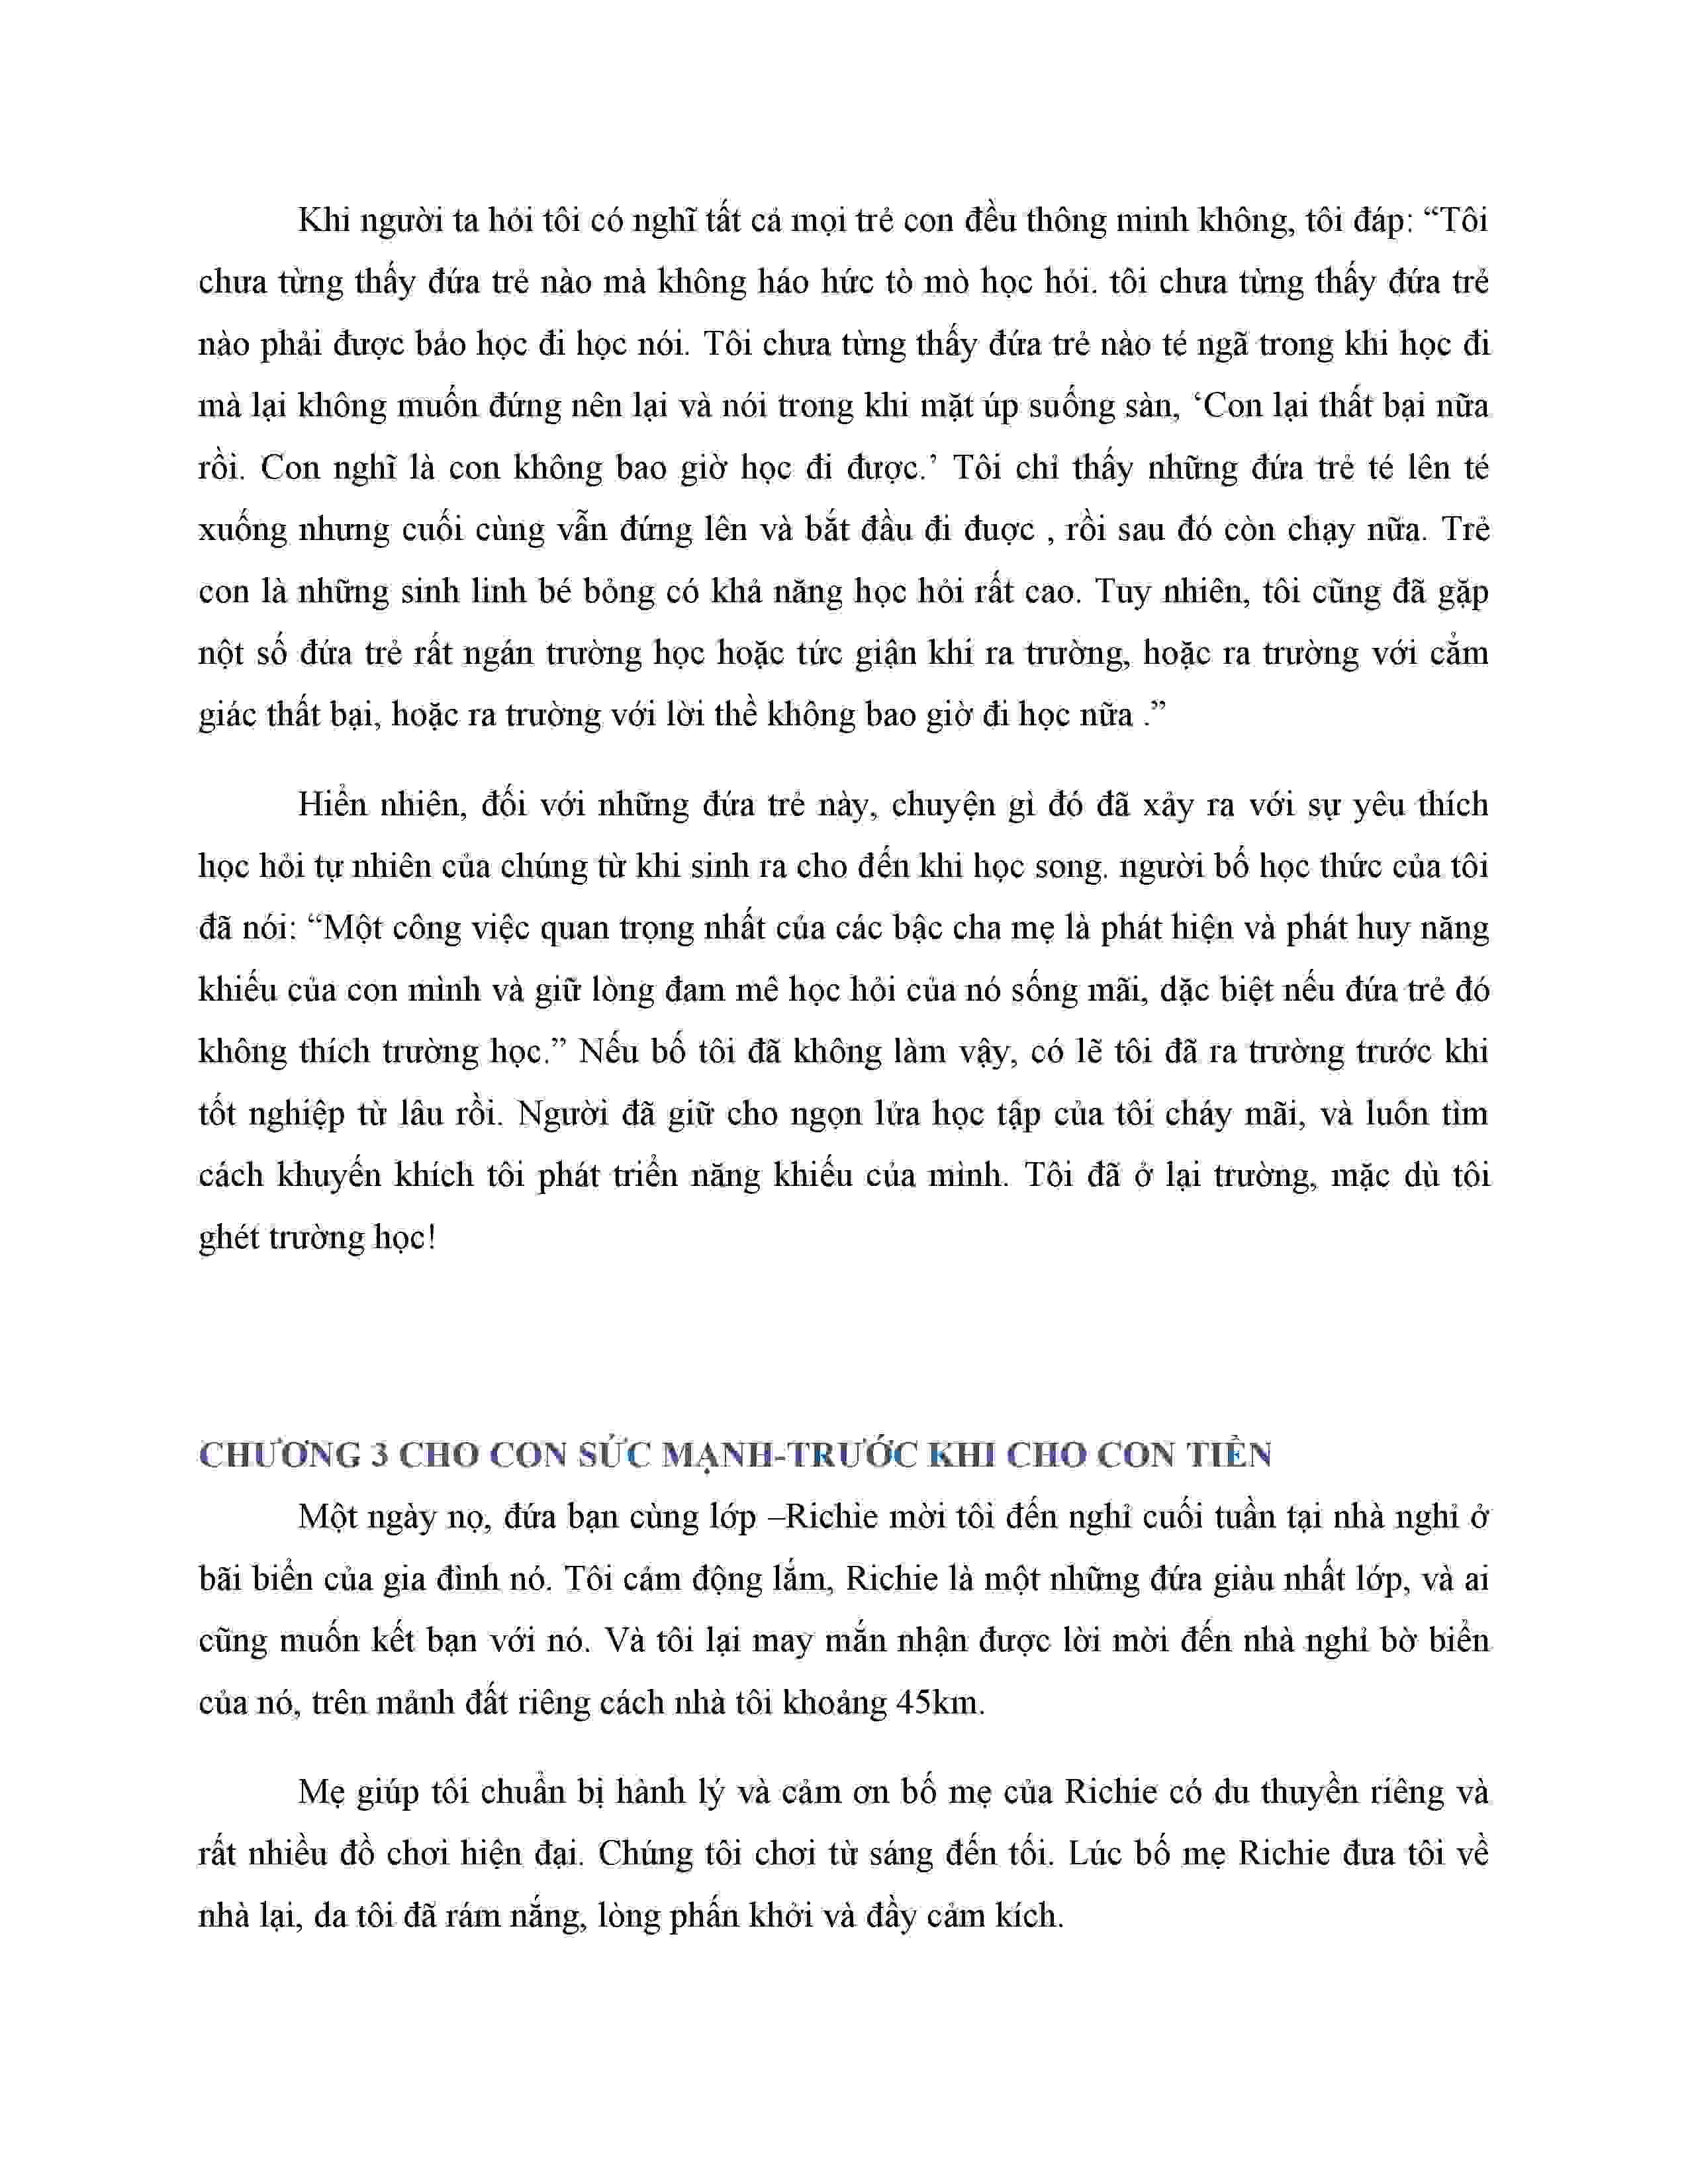 Khi người ta hỏi tôi có nghĩ tất cả mọi trẻ con đều thông minh không, tôi đáp: “Tôi
chưa từng thấy đứa trẻ nào mà không háo hức tò mò học hỏi. tôi chưa từng thấy đứa trẻ
nào phải được bảo học đi học nói. Tôi chưa từng thấy đứa trẻ nào té ngã trong khi học đi
mà lại không muốn đứng nên lại và nói trong khi mặt úp suống sàn, ‘Con lại thất bại nữa
rồi. Con nghĩ là con không bao giờ học đi được.’ Tôi chỉ thấy những đứa trẻ té lên té
xuống nhưng cuối cùng vẫn đứng lên và bắt đầu đi đuợc , rồi sau đó còn chạy nữa. Trẻ
con là những sinh linh bé bỏng có khả năng học hỏi rất cao. Tuy nhiên, tôi cũng đã gặp
nột số đứa trẻ rất ngán trường học hoặc tức giận khi ra trường, hoặc ra trường với cẳm
giác thất bại, hoặc ra trường với lời thề không bao giờ đi học nữa .”
Hiển nhiên, đối với những đứa trẻ này, chuyện gì đó đã xảy ra với sự yêu thích
học hỏi tự nhiên của chúng từ khi sinh ra cho đến khi học song. người bố học thức của tôi
đã nói: “Một công việc quan trọng nhất của các bậc cha mẹ là phát hiện và phát huy năng
khiếu của con mình và giữ lòng đam mê học hỏi của nó sống mãi, dặc biệt nếu đứa trẻ đó
không thích trường học.” Nếu bố tôi đã không làm vậy, có lẽ tôi đã ra trường trước khi
tốt nghiệp từ lâu rồi. Người đã giữ cho ngọn lửa học tập của tôi cháy mãi, và luôn tìm
cách khuyến khích tôi phát triển năng khiếu của mình. Tôi đã ở lại trường, mặc dù tôi
ghét trường học!
CHƯƠNG 3 CHO CON SỨC MẠNH-TRƯỚC KHI CHO CON TIỀN
Một ngày nọ, đứa bạn cùng lớp –Richie mời tôi đến nghỉ cuối tuần tại nhà nghỉ ở
bãi biển của gia đình nó. Tôi cảm động lắm, Richie là một những đứa giàu nhất lớp, và ai
cũng muốn kết bạn với nó. Và tôi lại may mắn nhận được lời mời đến nhà nghỉ bờ biển
của nó, trên mảnh đất riêng cách nhà tôi khoảng 45km.
Mẹ giúp tôi chuẩn bị hành lý và cảm ơn bố mẹ của Richie có du thuyền riêng và
rất nhiều đồ chơi hiện đại. Chúng tôi chơi từ sáng đến tối. Lúc bố mẹ Richie đưa tôi về
nhà lại, da tôi đã rám nắng, lòng phấn khởi và đầy cảm kích.